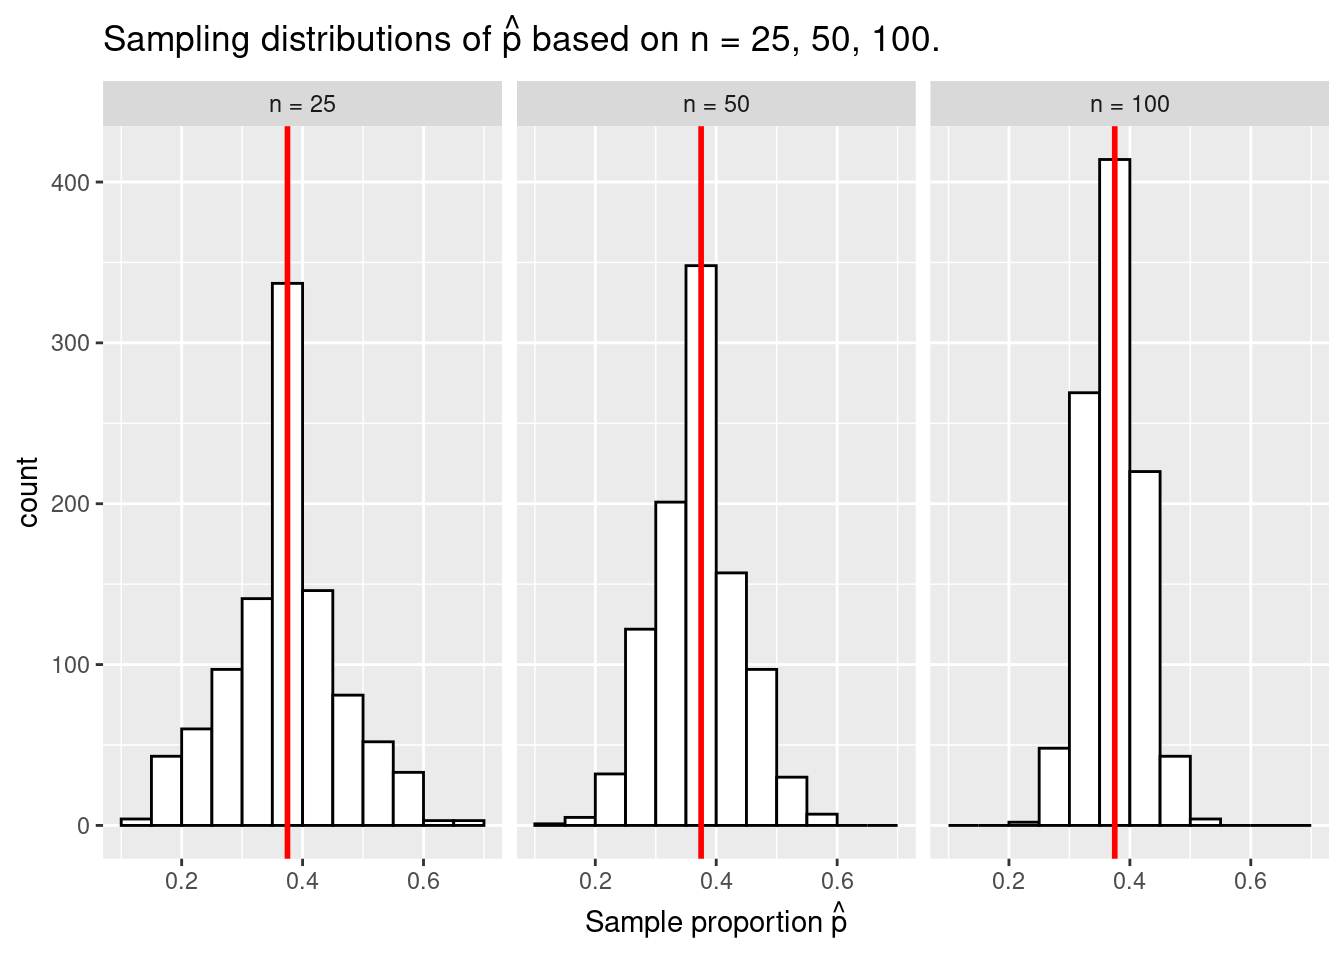 Sampling distributions of p̂ based on n = 25, 50, 100.
n = 25
n = 50
n = 100
count
400
300
200
100
0
0.2 0.4 0.6
0.2 0.4 0.6
0.2 0.4 0.6
Sample proportion p̂